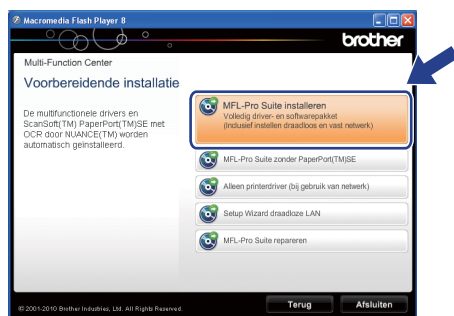 Macromedia Flash Player 8
brother
Multi-Function Center
Voorbereidende installatie
De multifunctionele drivers en
ScanSoft(TM) PaperPort(TM)SE met
OCR door NUANCE(TM) worden
automatisch geïnstalleerd.
MFL-Pro Suite installeren
Volledig driver- en softwarepakket
(Inclusief instellen draadloos en vast netwerk)
MFL-Pro Suite zonder PaperPort(TM)SE
Alleen printerdriver (bij gebruik van netwerk)
Setup Wizard draadloze LAN
MFL-Pro Suite repareren
© 2001-2010 Brother Industries, Ltd. All Rights Reserved.
Terug
Afsluiten